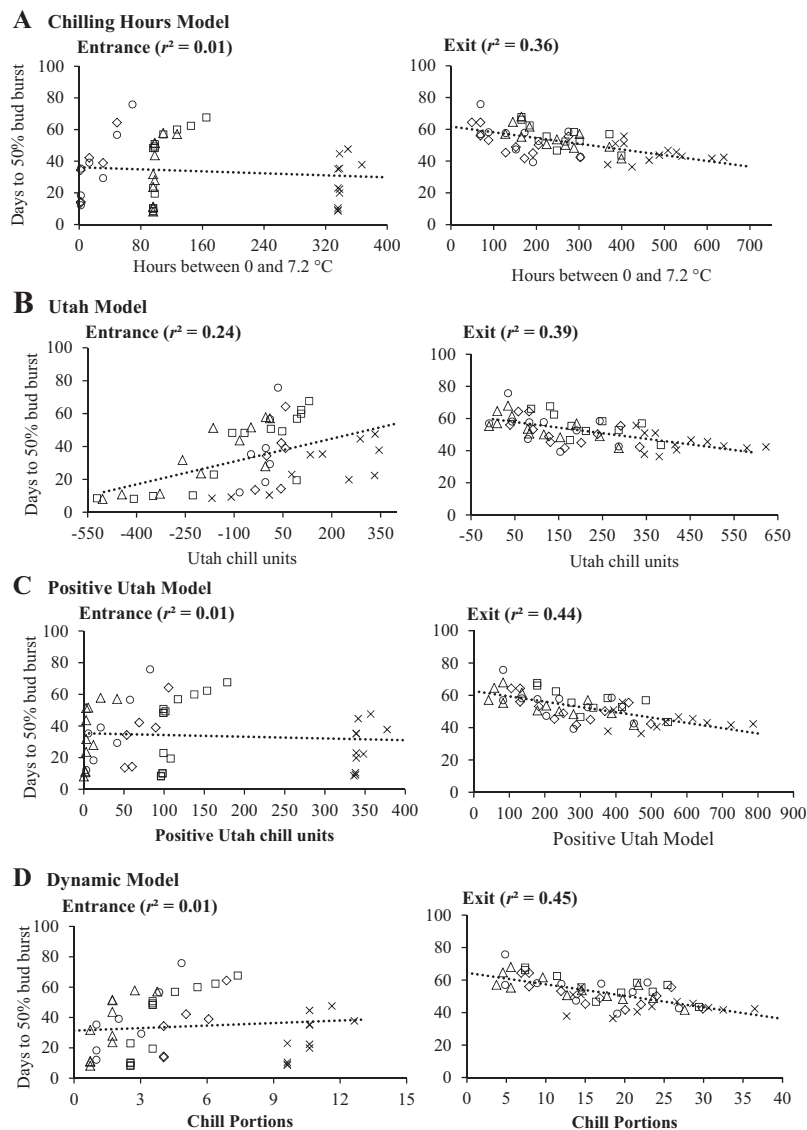 A Chilling Hours Model
Entrance (r² = 0.01)
Exit (r² = 0.36)
Days to 50% bud burst
100
80
60
40
20
0
0 80 160 240 320 400
Hours between 0 and 7.2 °C
100
80
60
40
20
0
0 100 200 300 400 500 600 700
Hours between 0 and 7.2 °C
B Utah Model
Entrance (r² = 0.24)
Exit (r² = 0.39)
Days to 50% bud burst
100
80
60
40
20
0
-550 -400 -250 -100 50 200 350
Utah chill units
100
80
60
40
20
0
-50 50 150 250 350 450 550 650
Utah chill units
C Positive Utah Model
Entrance (r² = 0.01)
Exit (r² = 0.44)
Days to 50% bud burst
100
80
60
40
20
0
0 50 100 150 200 250 300 350 400
Positive Utah chill units
100
80
60
40
20
0
0 100 200 300 400 500 600 700 800 900
Positive Utah Model
D Dynamic Model
Entrance (r² = 0.01)
Exit (r² = 0.45)
Days to 50% bud burst
100
80
60
40
20
0
0 3 6 9 12 15
Chill Portions
100
80
60
40
20
0
0 5 10 15 20 25 30 35 40
Chill Portions